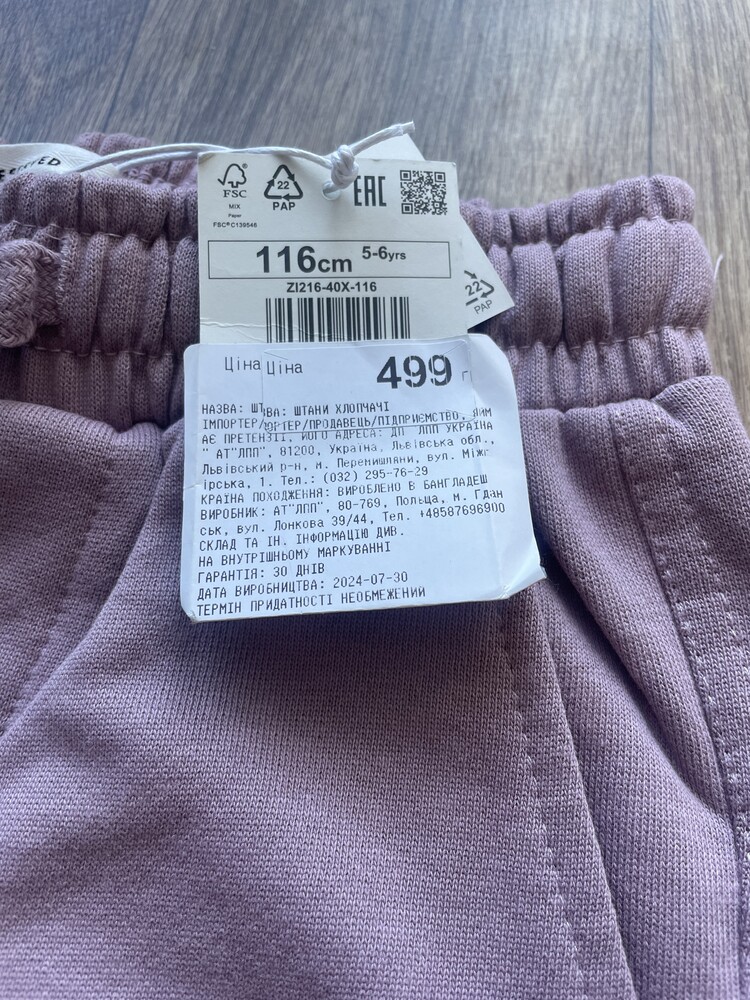 FSC
MIX
Paper
FSC® C139546
22
PAP
EAC
116cm 5-6yrs
ZI216-40X-116
22
PAP
Ціна Ціна 499
НАЗВА: ШТ ВА: ШТАНИ ХЛОПЧАЧІ
ІМПОРТЕР/ ОРТЕР/ПРОДАВЕЦЬ/ПІДПРИЄМСТВО,
АЄ ПРЕТЕНЗІЇ, ЙОГО АДРЕСА: ДП ЛПП УКРАЇНА
" АТ"ЛПП", 81200, Україна, Львівська обл.,
Львівський р-н, м. Перемишляни, вул. Міжг
ірська, 1. Тел.: (032) 295-76-29
КРАЇНА ПОХОДЖЕННЯ: ВИРОБЛЕНО В БАНГЛАДЕШ
ВИРОБНИК: АТ"ЛПП", 80-769, Польща, м. Гдан
ськ, вул. Лонкова 39/44, Тел. +48587696900
СКЛАД ТА ІН. ІНФОРМАЦІЮ ДИВ.
НА ВНУТРІШНЬОМУ МАРКУВАННІ
ГАРАНТІЯ: 30 ДНІВ
ДАТА ВИРОБНИЦТВА: 2024-07-30
ТЕРМІН ПРИДАТНОСТІ НЕОБМЕЖЕНИЙ